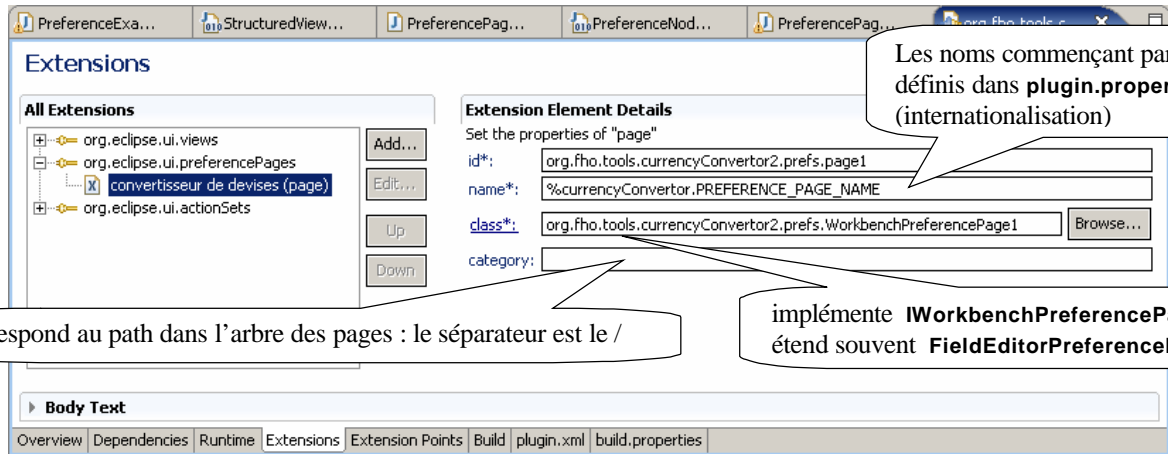 PreferenceExa... StructuredView... PreferencePag... PreferenceNod... PreferencePag... org.fho.tools.c...
Extensions
Les noms commençant par
définis dans plugin.proper
(internationalisation)
All Extensions
org.eclipse.ui.views
org.eclipse.ui.preferencePages
convertisseur de devises (page)
org.eclipse.ui.actionSets
Add...
Edit...
Up
Down
Extension Element Details
Set the properties of "page"
id*: org.fho.tools.currencyConvertor2.prefs.page1
name*: %currencyConvertor.PREFERENCE_PAGE_NAME
class*: org.fho.tools.currencyConvertor2.prefs.WorkbenchPreferencePage1 Browse...
category:
espond au path dans l’arbre des pages : le séparateur est le /
implémente IWorkbenchPreferencePa
étend souvent FieldEditorPreference
Body Text
Overview Dependencies Runtime Extensions Extension Points Build plugin.xml build.properties